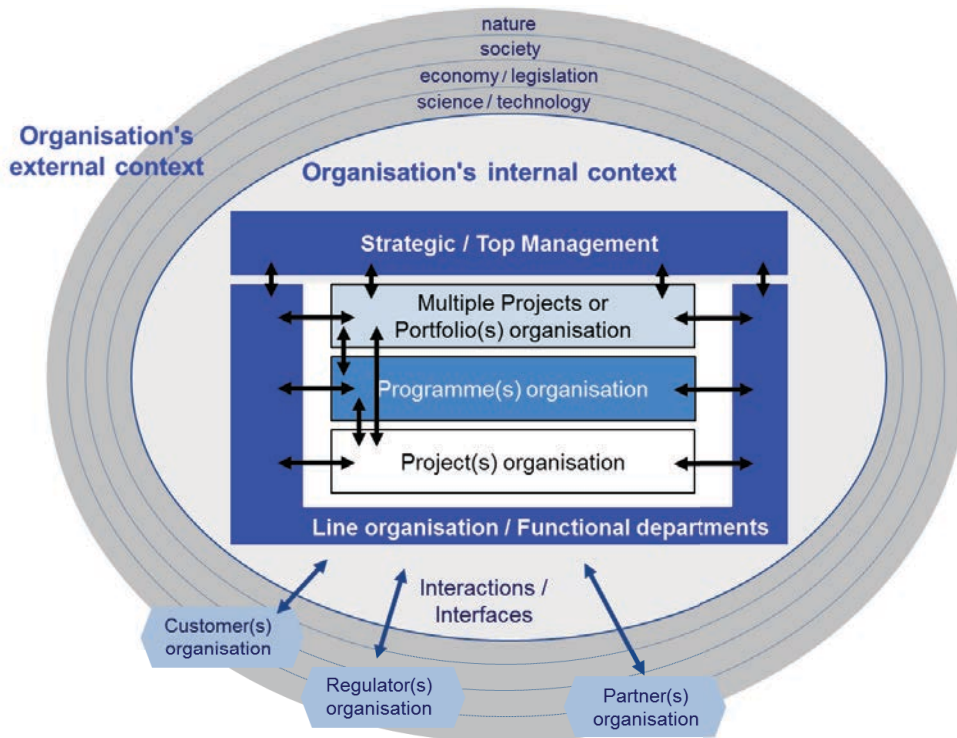 nature
society
economy / legislation
science / technology
Organisation's
external context
Organisation's internal context
Strategic / Top Management
Multiple Projects or
Portfolio(s) organisation
Programme(s) organisation
Project(s) organisation
Line organisation / Functional departments
Interactions /
Interfaces
Customer(s)
organisation
Regulator(s)
organisation
Partner(s)
organisation